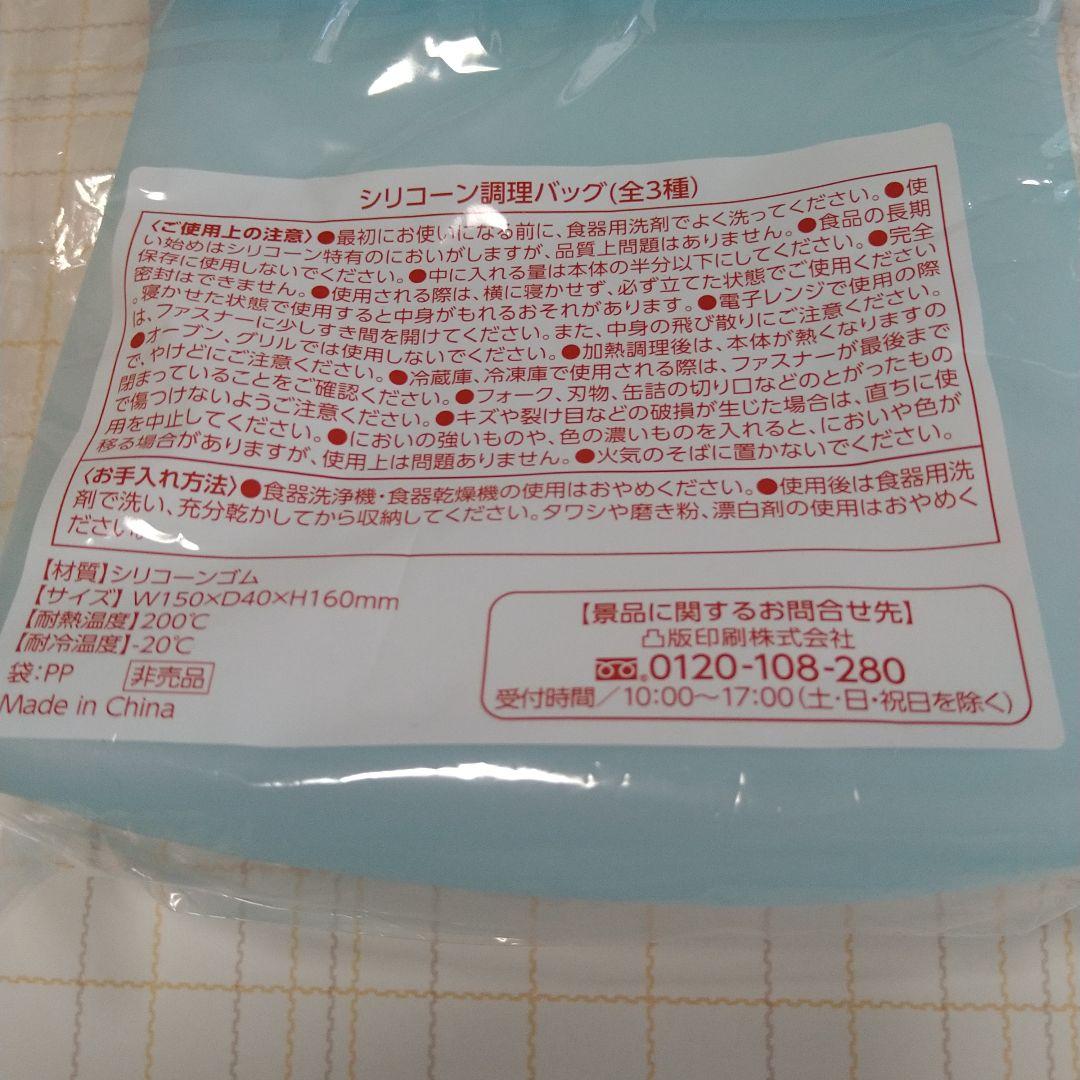 シリコーン調理バッグ(全3種)
〈ご使用上の注意〉●最初にお使いになる前に、食器用洗剤でよく洗ってください。●使
い始めはシリコーン特有のにおいがしますが、品質上問題はありません。●食品の長期
保存に使用しないでください。●中に入れる量は本体の半分以下にしてください。●完全
密封はできません。●使用される際は、横に寝かせず、必ず立てた状態でご使用ください
。寝かせた状態で使用すると中身がもれるおそれがあります。●電子レンジで使用の際
は、ファスナーに少しすき間を開けてください。また、中身の飛び散りにご注意ください。
●オーブン、グリルでは使用しないでください。●加熱調理後は、本体が熱くなりますの
で、やけどにご注意ください。●冷蔵庫、冷凍庫で使用される際は、ファスナーが最後まで
閉まっていることをご確認ください。●フォーク、刃物、缶詰の切り口などのとがったもの
で傷つけないようご注意ください。●キズや裂け目などの破損が生じた場合は、直ちに使
用を中止してください。●においの強いものや、色の濃いものを入れると、においや色が
移る場合がありますが、使用上は問題ありません。●火気のそばに置かないでください。
〈お手入れ方法〉●食器洗浄機・食器乾燥機の使用はおやめください。●使用後は食器用洗
剤で洗い、充分乾かしてから収納してください。タワシや磨き粉、漂白剤の使用はおやめく
ださい。
【材質】シリコーンゴム
【サイズ】W150×D40×H160mm
【耐熱温度】200℃
【耐冷温度】-20℃
袋:PP 非売品
Made in China
【景品に関するお問合せ先】
凸版印刷株式会社
0120-108-280
受付時間/10:00〜17:00(土・日・祝日を除く)